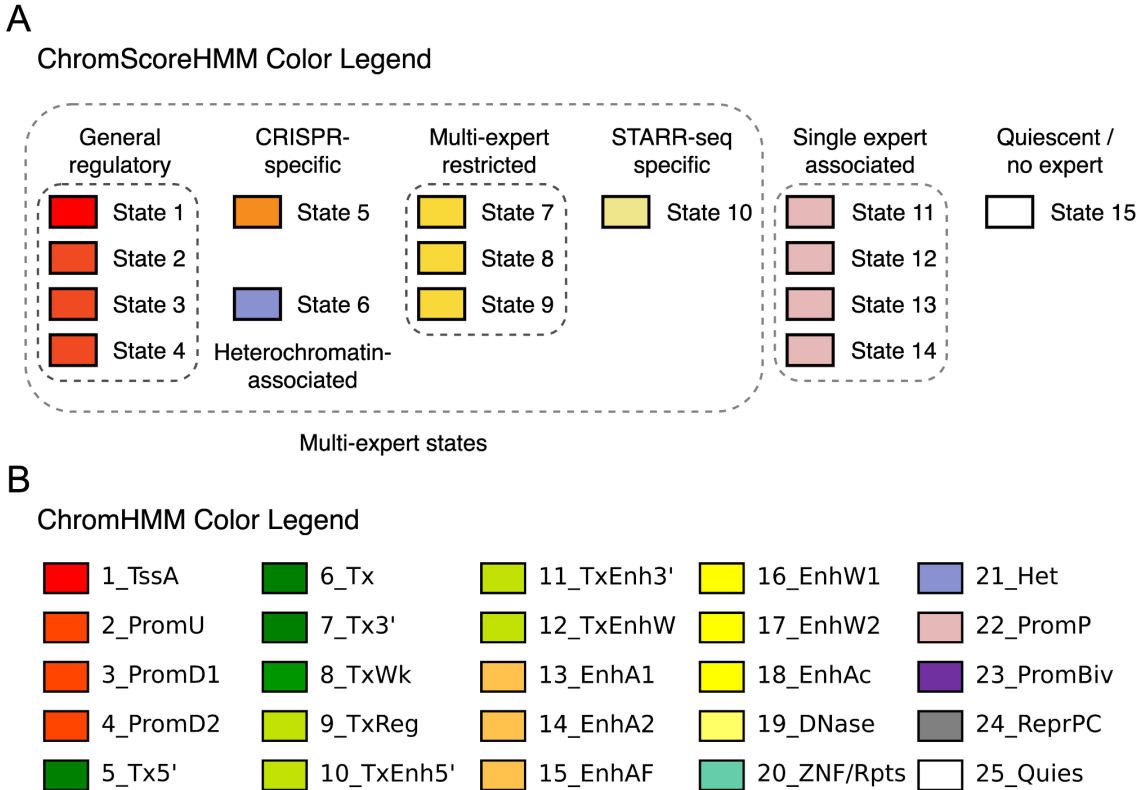 A
ChromScoreHMM Color Legend
General
regulatory
CRISPR-
specific
Multi-expert
restricted
STARR-seq
specific
Single expert
associated
Quiescent /
no expert
State 1
State 5
State 7
State 10
State 11
State 15
State 2
State 8
State 12
State 3
State 6
State 9
State 13
State 4
Heterochromatin-
associated
State 14
Multi-expert states
B
ChromHMM Color Legend
1_TssA
6_Tx
11_TxEnh3'
16_EnhW1
21_Het
2_PromU
7_Tx3'
12_TxEnhW
17_EnhW2
22_PromP
3_PromD1
8_TxWk
13_EnhA1
18_EnhAc
23_PromBiv
4_PromD2
9_TxReg
14_EnhA2
19_DNase
24_ReprPC
5_Tx5'
10_TxEnh5'
15_EnhAF
20_ZNF/Rpts
25_Quies